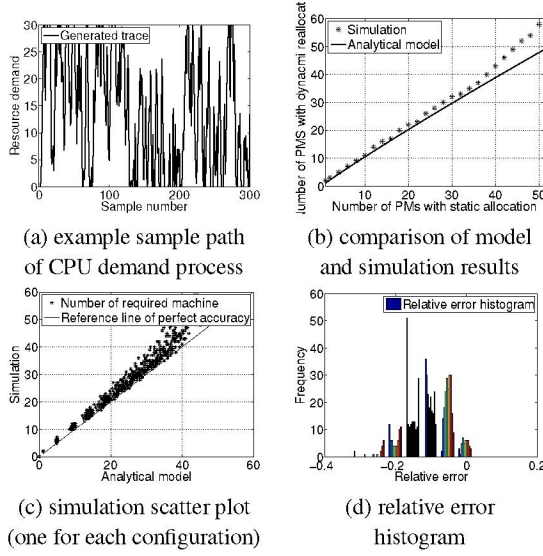 30
25
20
15
10
5
0
0
100
200
300
Resource demand
Sample number
Generated trace
(a) example sample path
of CPU demand process
60
50
40
30
20
10
0
10
20
30
40
50
Number of PMS with dynacmi reallocat
Number of PMs with static allocation
Simulation
Analytical model
(b) comparison of model
and simulation results
60
50
40
30
20
10
0
0
20
40
60
Simulation
Analytical model
Number of required machine
Reference line of perfect accuracy
(c) simulation scatter plot
(one for each configuration)
60
50
40
30
20
10
0
−0.4
−0.2
0
0.2
Frequency
Relative error
Relative error histogram
(d) relative error
histogram